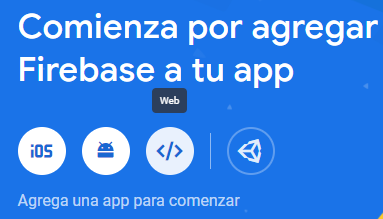 Comienza por agregar
Firebase a tu app
Web
iOS
</>
Agrega una app para comenzar